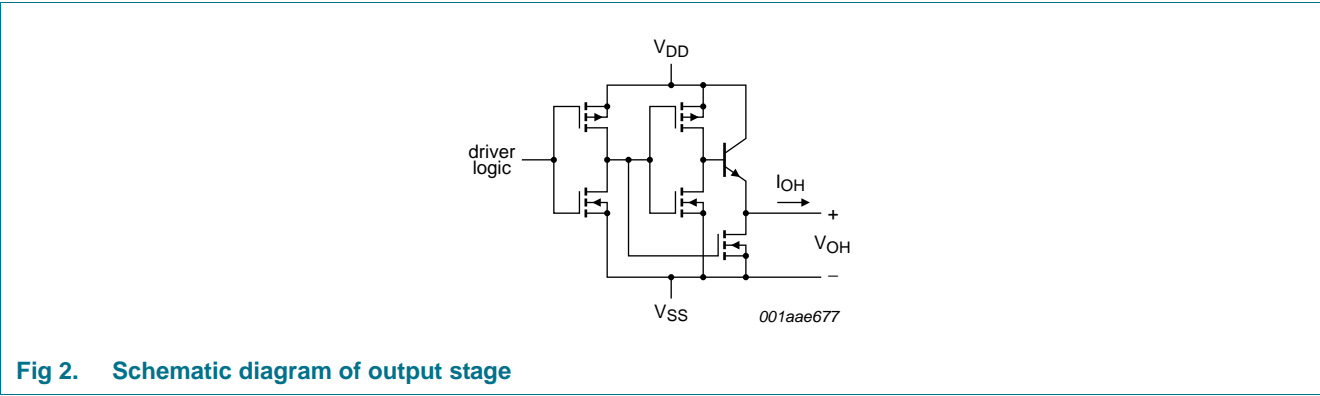 VDD
driver
logic
IOH
+
VOH
−
VSS
001aae677
Fig 2. Schematic diagram of output stage